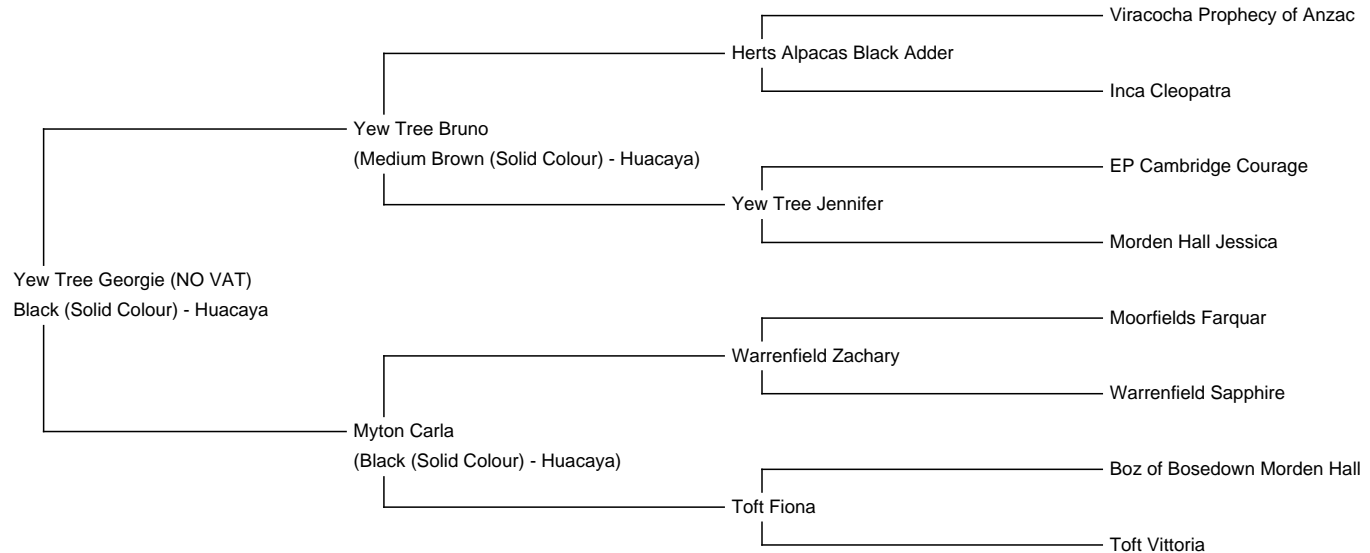 Viracocha Prophecy of Anzac
Herts Alpacas Black Adder
Inca Cleopatra
Yew Tree Bruno
(Medium Brown (Solid Colour) - Huacaya)
EP Cambridge Courage
Yew Tree Jennifer
Morden Hall Jessica
Yew Tree Georgie (NO VAT)
Black (Solid Colour) - Huacaya
Moorfields Farquar
Warrenfield Zachary
Warrenfield Sapphire
Myton Carla
(Black (Solid Colour) - Huacaya)
Boz of Bosedown Morden Hall
Toft Fiona
Toft Vittoria